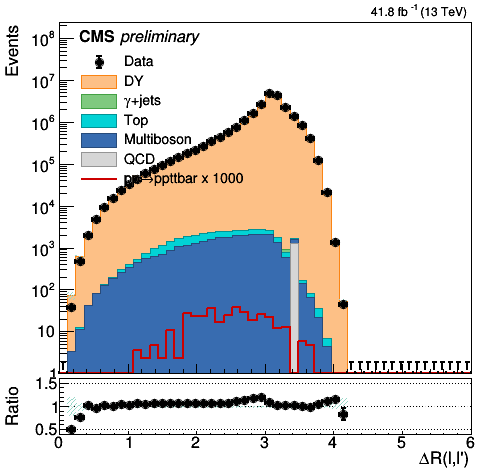 41.8 fb⁻¹ (13 TeV)
Events
CMS preliminary
Data
DY
γ+jets
Top
Multiboson
QCD
pp→ppttbar x 1000
10⁸
10⁷
10⁶
10⁵
10⁴
10³
10²
10
1
Ratio
1.5
1
0.5
0 1 2 3 4 5 6
ΔR(l,l')